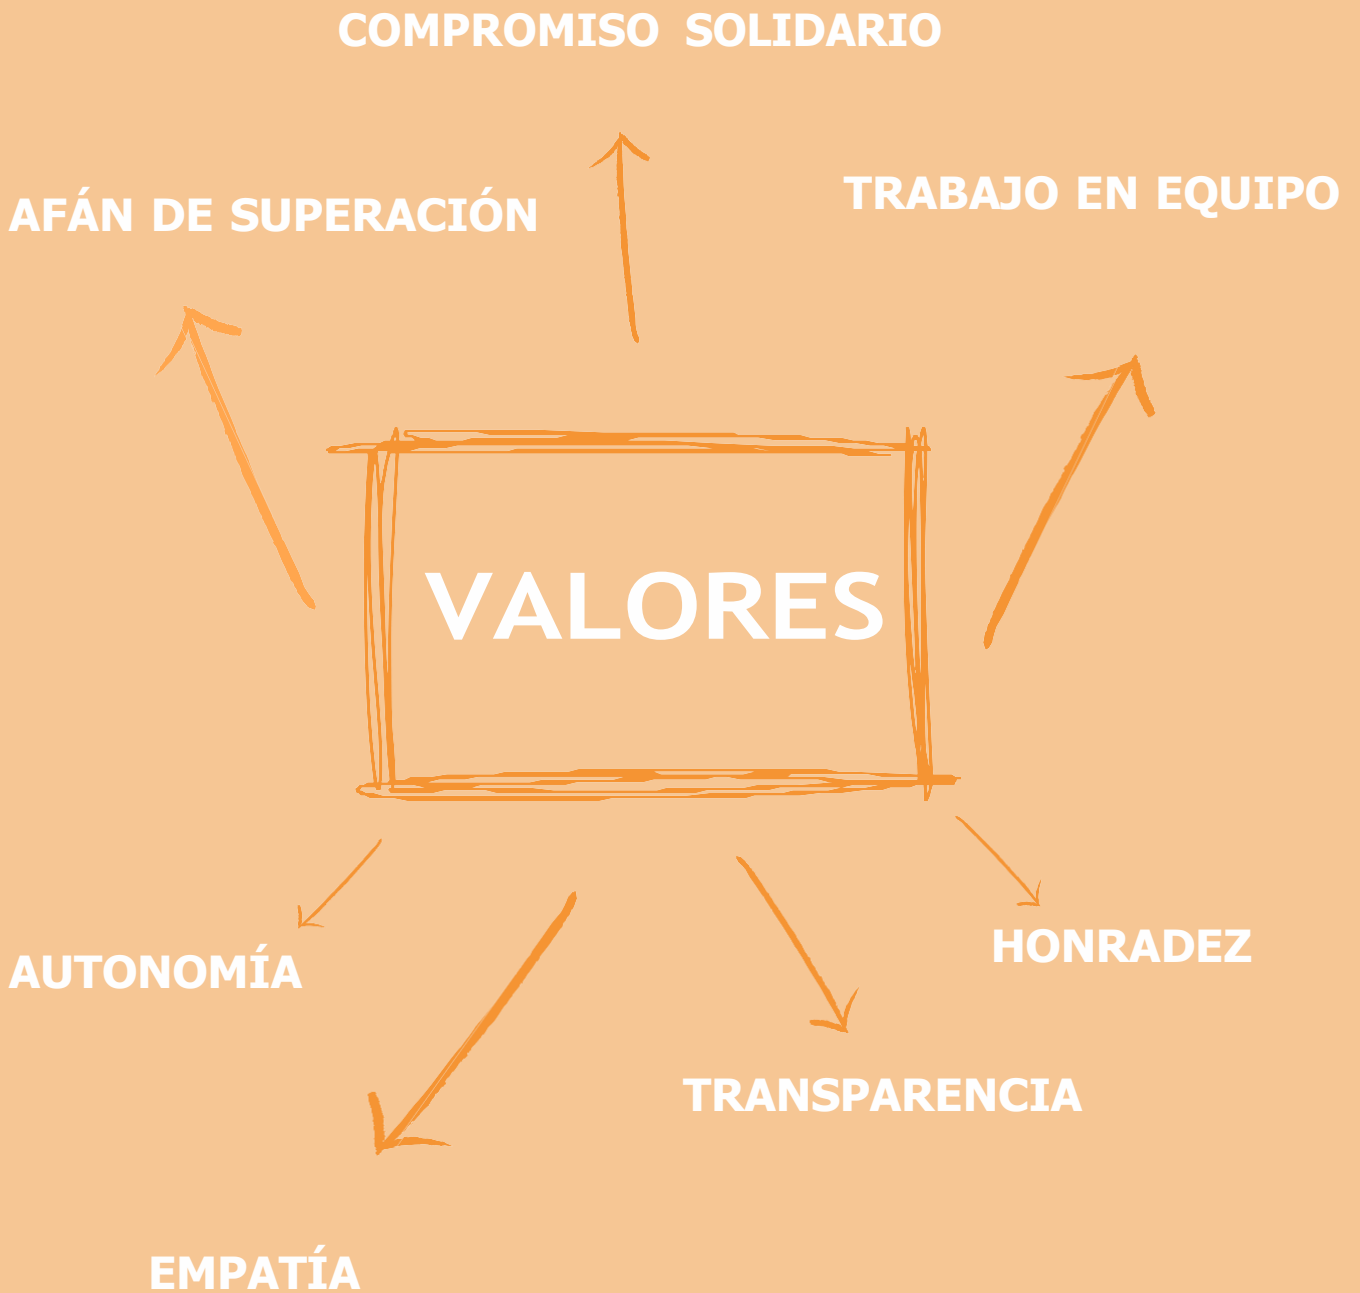 COMPROMISO SOLIDARIO
TRABAJO EN EQUIPO
AFÁN DE SUPERACIÓN
VALORES
HONRADEZ
AUTONOMÍA
TRANSPARENCIA
EMPATÍA